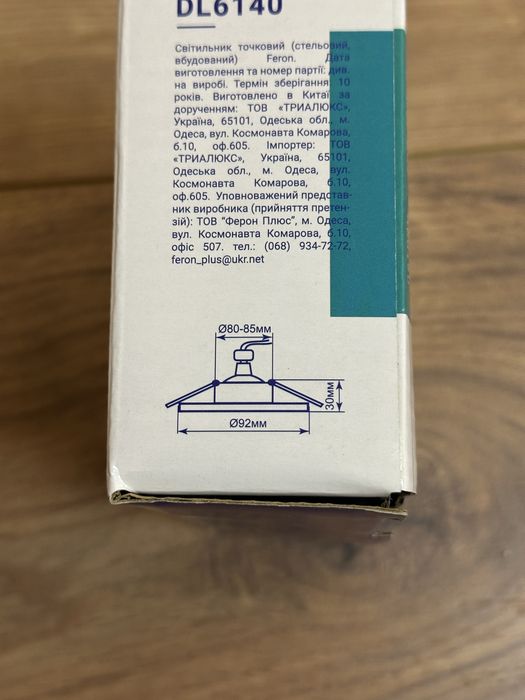 DL6140
Світильник точковий (стельовий,
вбудований) Feron. Дата
виготовлення та номер партії: див.
на виробі. Термін зберігання: 10
років. Виготовлено в Китаї за
дорученням: ТОВ «ТРИАЛЮКС»,
Україна, 65101, Одеська обл., м.
Одеса, вул. Космонавта Комарова,
б.10, оф.605. Імпортер: ТОВ
«ТРИАЛЮКС», Україна, 65101,
Одеська обл., м. Одеса, вул.
Космонавта Комарова, б.10,
оф.605. Уповноважений представ-
ник виробника (прийняття претен-
зій): ТОВ "Ферон Плюс", м. Одеса,
вул. Космонавта Комарова, б.10,
офіс 507. тел.: (068) 934-72-72,
feron_plus@ukr.net
Ø80-85мм
30мм
Ø92мм